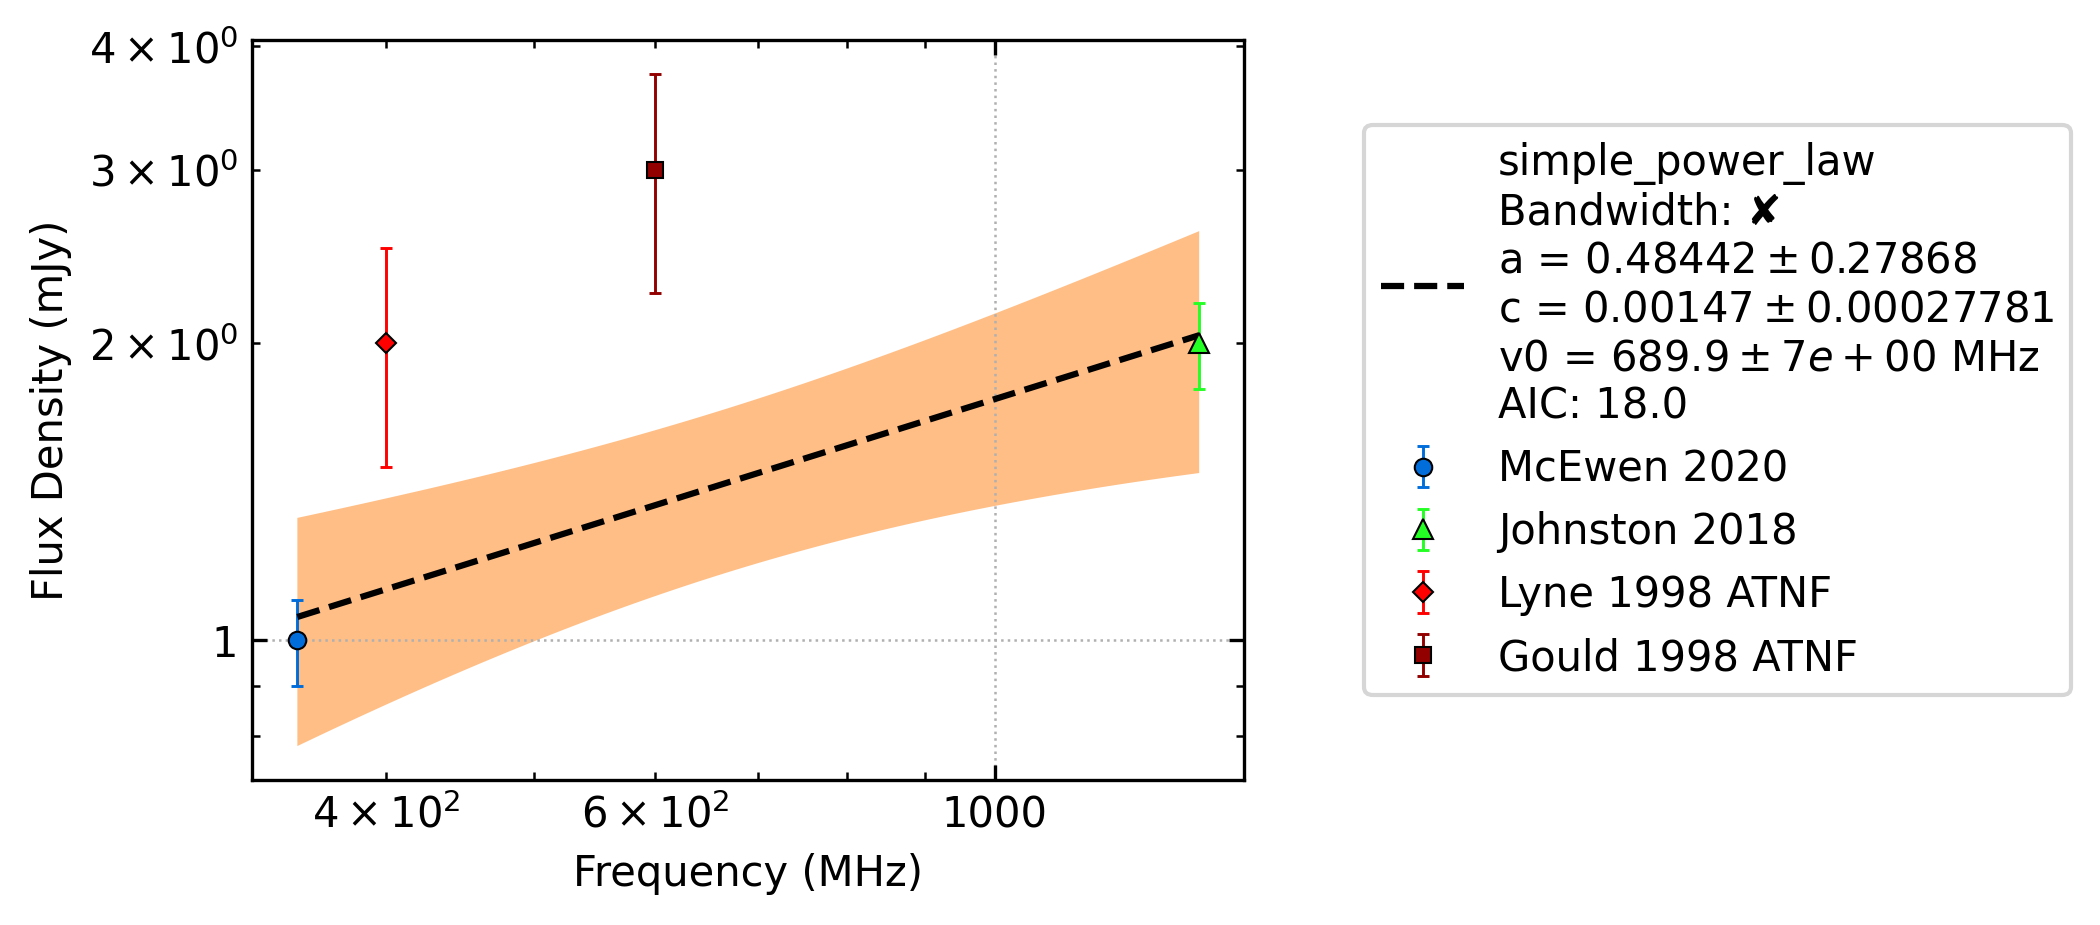 4×10⁰
3×10⁰
2×10⁰
1
Flux Density (mJy)
4×10² 6×10² 1000
Frequency (MHz)
simple_power_law
Bandwidth: ✘
a = 0.48442 ± 0.27868
c = 0.00147 ± 0.00027781
v0 = 689.9 ± 7e + 00 MHz
AIC: 18.0
McEwen 2020
Johnston 2018
Lyne 1998 ATNF
Gould 1998 ATNF